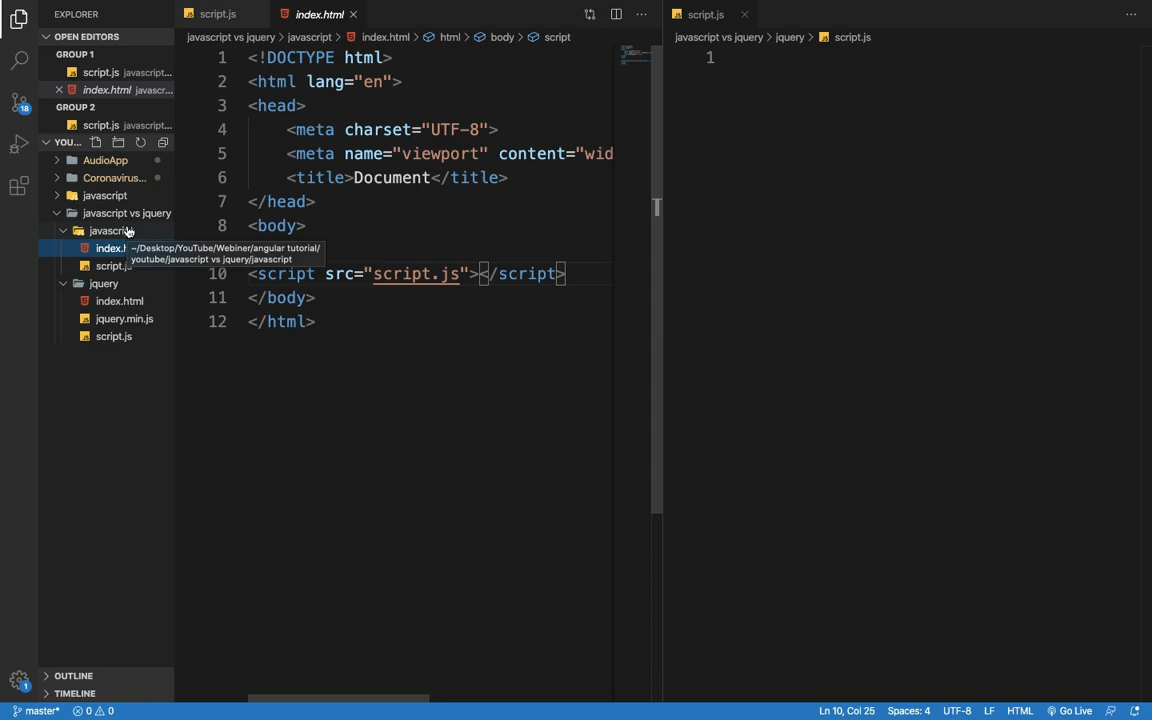 EXPLORER
OPEN EDITORS
GROUP 1
script.js javascript...
index.html javascr...
GROUP 2
script.js javascript...
YOU...
AudioApp
Coronavirus...
javascript
javascript vs jquery
javascri
index.h
~/Desktop/YouTube/Webiner/angular tutorial/
youtube/javascript vs jquery/javascript
script.js
jquery
index.html
jquery.min.js
script.js
OUTLINE
TIMELINE
18
1
script.js
index.html
javascript vs jquery > javascript > index.html > html > body > script
1 <!DOCTYPE html>
2 <html lang="en">
3 <head>
4 <meta charset="UTF-8">
5 <meta name="viewport" content="wid
6 <title>Document</title>
7 </head>
8 <body>
10 <script src="script.js"></script>
11 </body>
12 </html>
script.js
javascript vs jquery > jquery > script.js
1
master* 0 0
Ln 10, Col 25 Spaces: 4 UTF-8 LF HTML Go Live